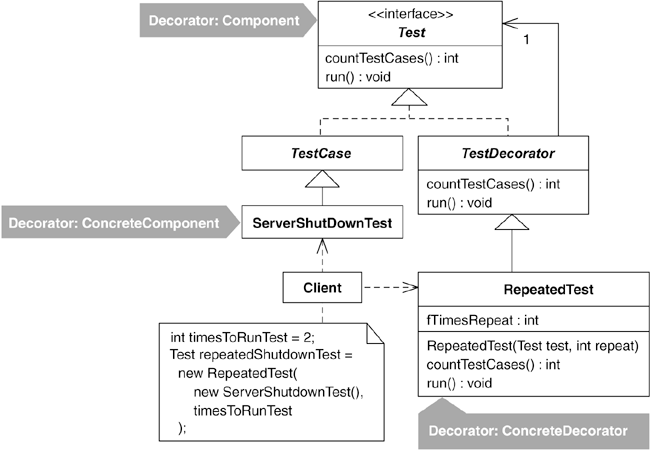 Decorator: Component
<<interface>>
Test
countTestCases() : int
run() : void
1
TestCase
TestDecorator
countTestCases() : int
run() : void
Decorator: ConcreteComponent
ServerShutDownTest
Client
RepeatedTest
fTimesRepeat : int
RepeatedTest(Test test, int repeat)
countTestCases() : int
run() : void
int timesToRunTest = 2;
Test repeatedShutdownTest =
new RepeatedTest(
new ServerShutdownTest(),
timesToRunTest
);
Decorator: ConcreteDecorator